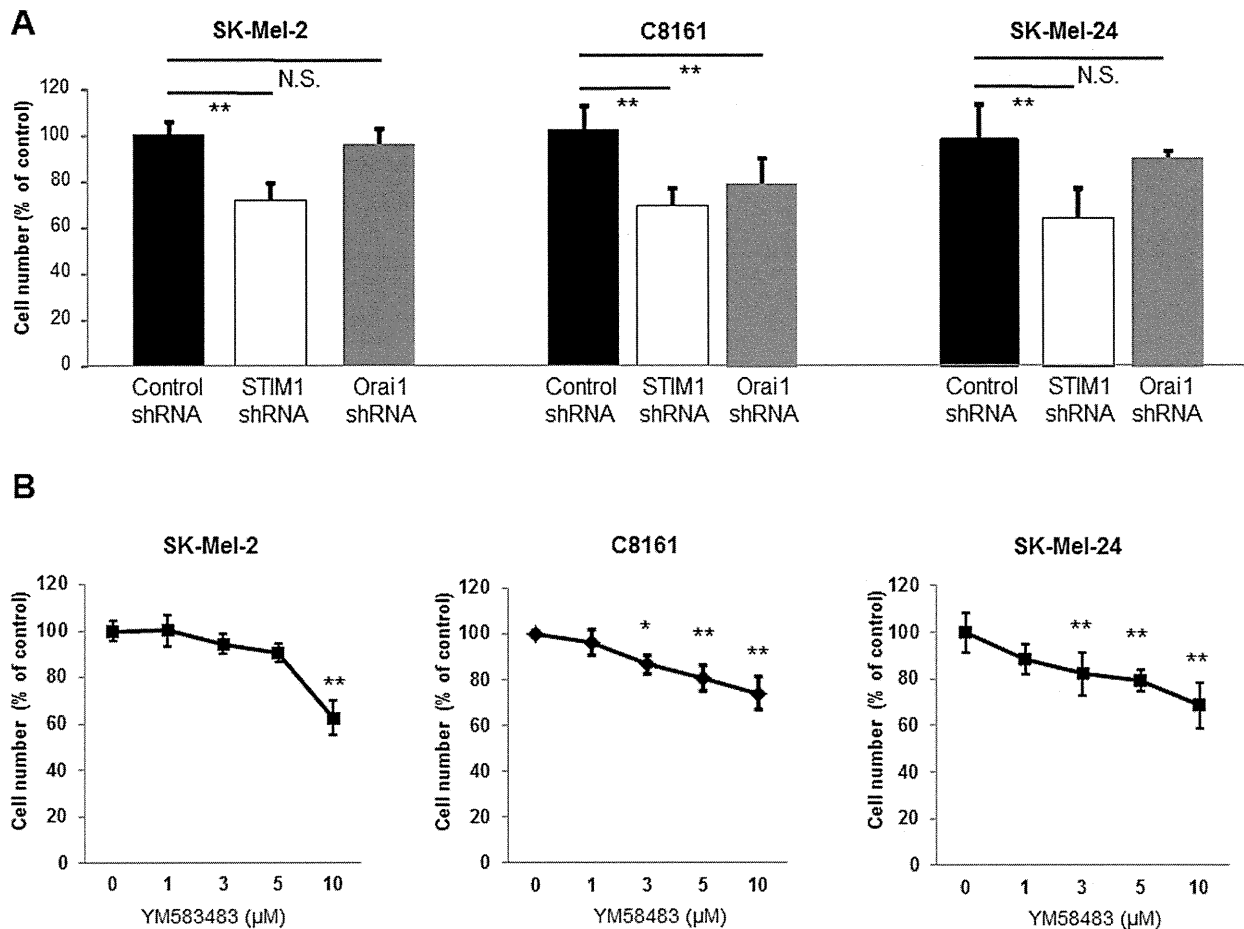 A
SK-Mel-2
C8161
SK-Mel-24
N.S.
**
**
**
N.S.
**
Cell number (% of control)
120
100
80
60
40
20
0
Control shRNA
STIM1 shRNA
Orai1 shRNA
Control shRNA
STIM1 shRNA
Orai1 shRNA
Control shRNA
STIM1 shRNA
Orai1 shRNA
B
SK-Mel-2
Cell number (% of control)
120
100
80
60
40
20
0
**
0 1 3 5 10
YM583483 (μM)
C8161
Cell number (% of control)
120
100
80
60
40
20
0
* ** **
0 1 3 5 10
YM58483 (μM)
SK-Mel-24
Cell number (% of control)
120
100
80
60
40
20
0
** ** **
0 1 3 5 10
YM58483 (μM)